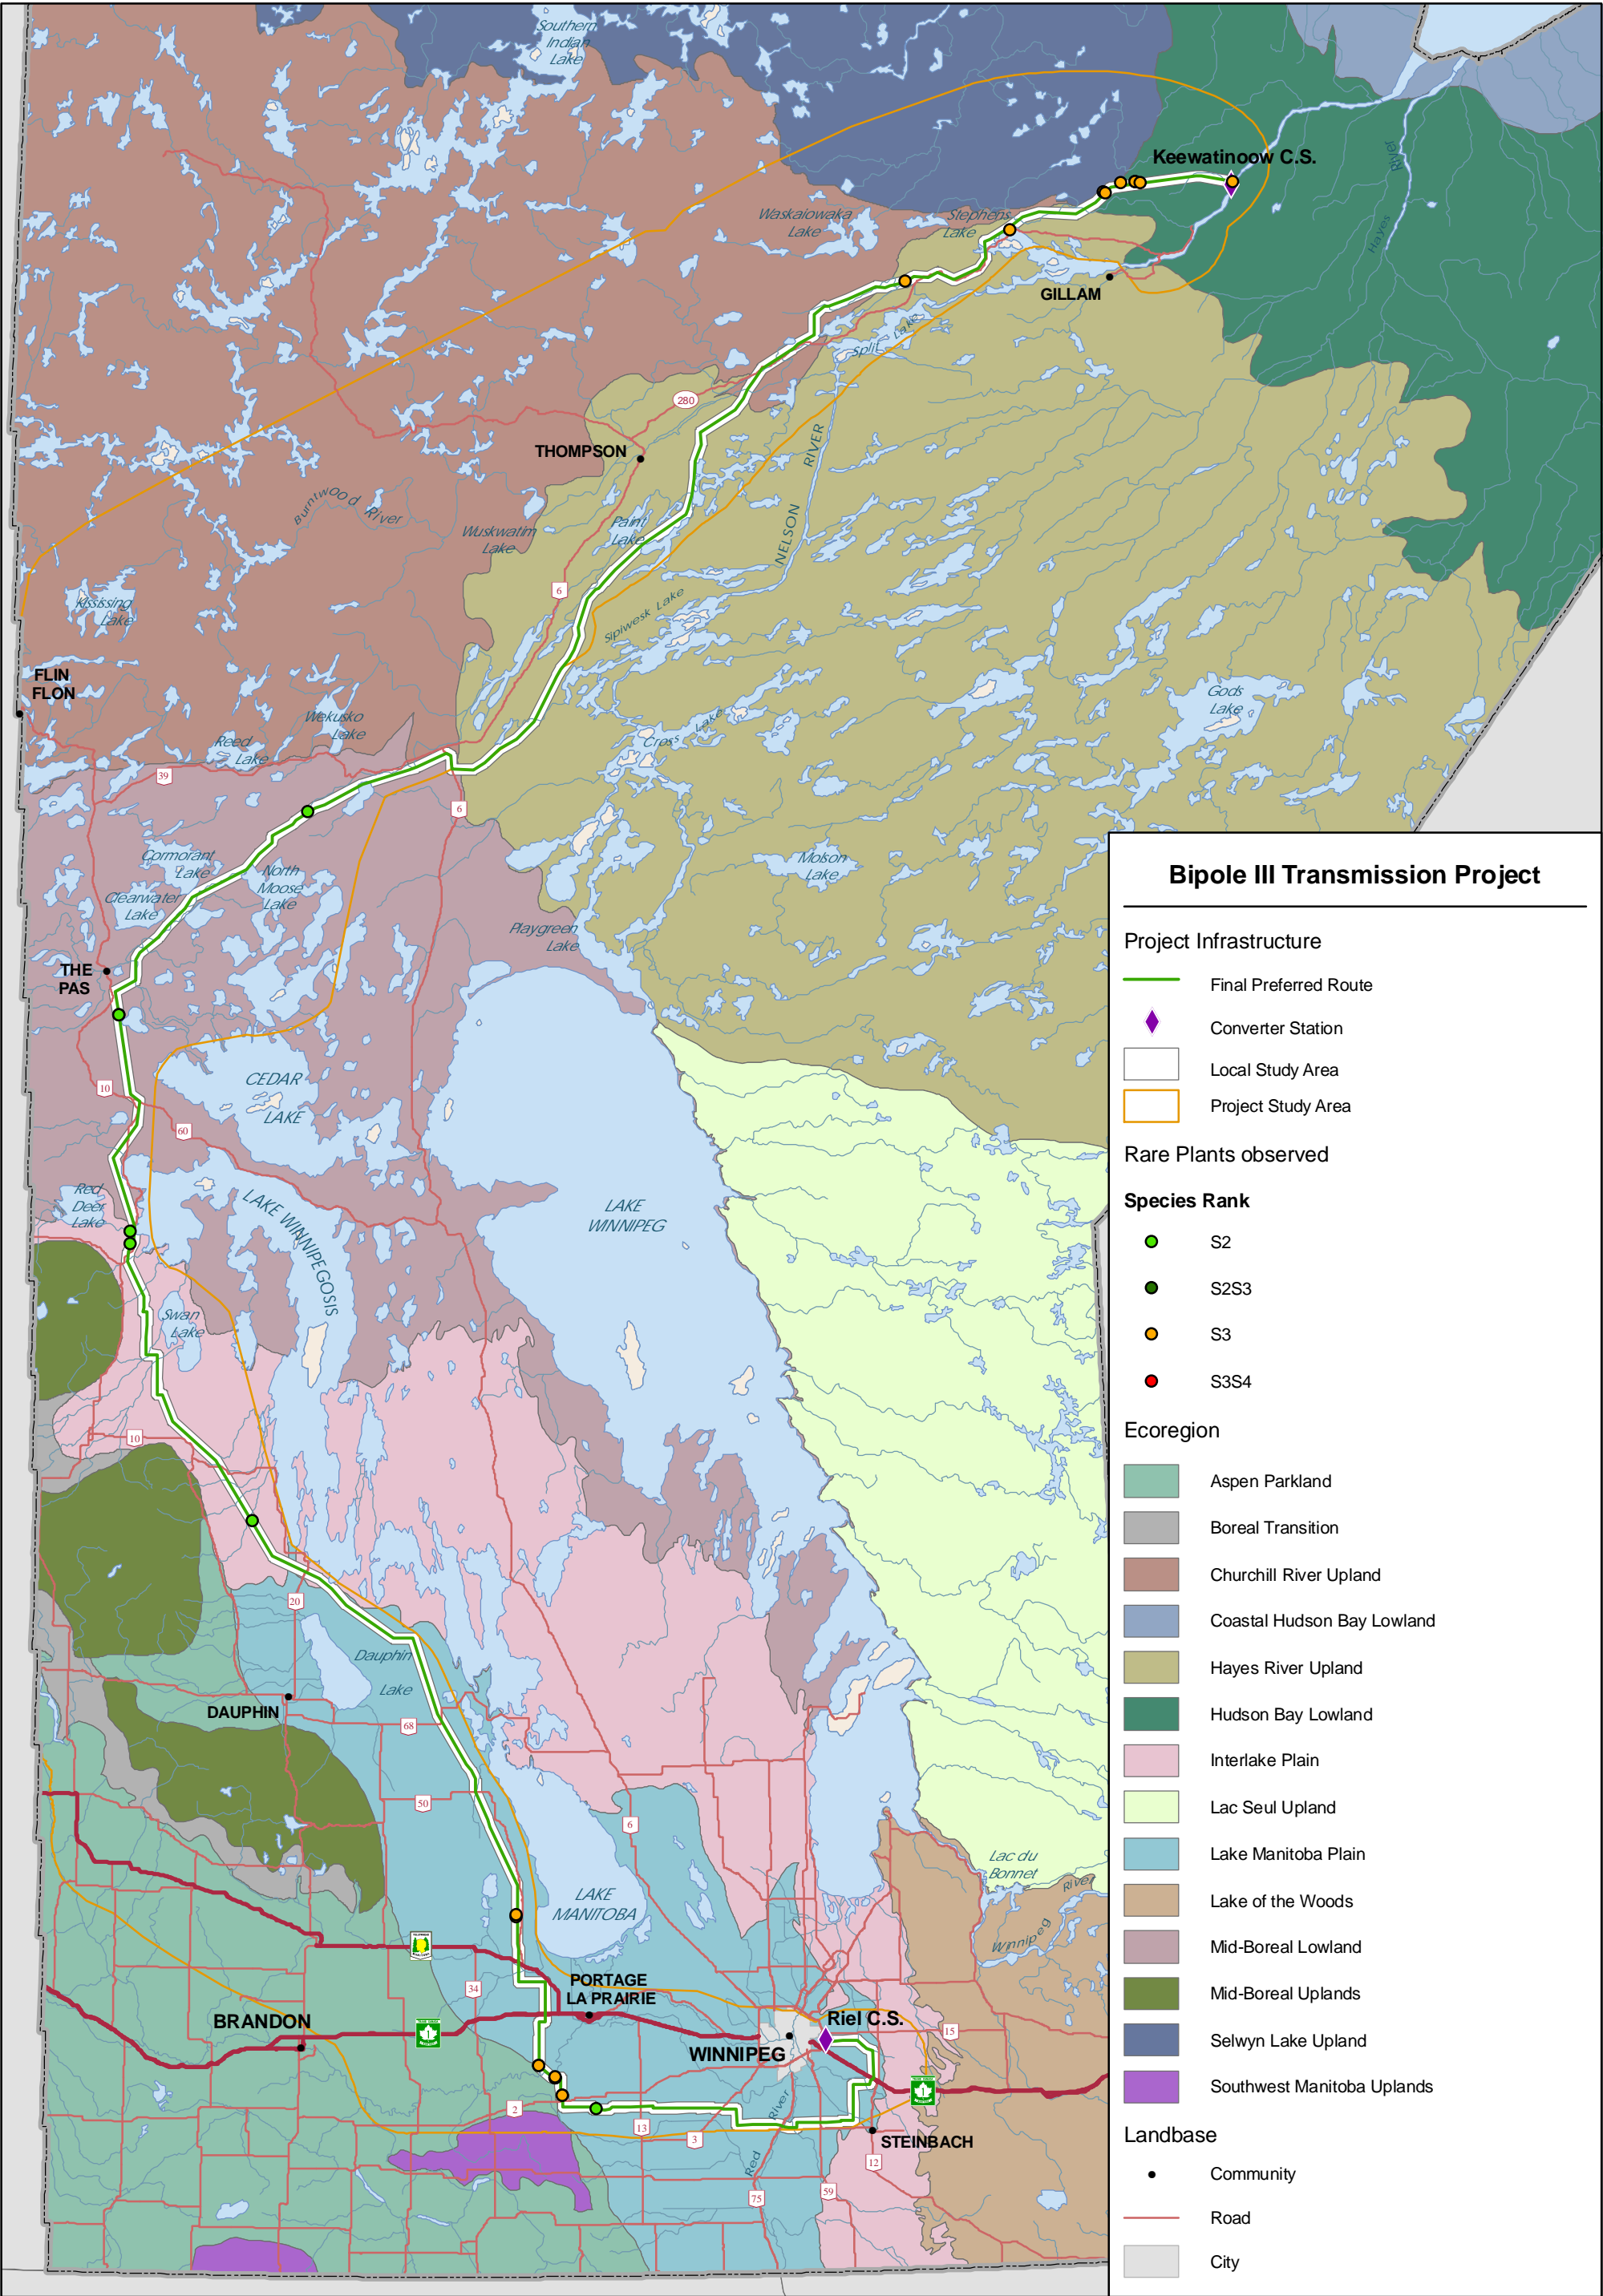 Southern
Indian
Lake
Keewatinoow C.S.
River
Hayes
Waskaiowaka
Lake
Stephens
Lake
GILLAM
Split Lake
280
THOMPSON
RIVER
NELSON
Burntwood River
Wuskwatim
Lake
Paint
Lake
6
Sipiwesk Lake
Kississing
Lake
FLIN
FLON
Wekusko
Lake
Reed
Lake
39
Cross Lake
Gods
Lake
6
Cormorant
Lake
North
Moose
Lake
Clearwater
Lake
Molson
Lake
Playgreen
Lake
THE
PAS
CEDAR
LAKE
10
60
Red
Deer
Lake
LAKE WINNIPEGOSIS
LAKE
WINNIPEG
Swan
Lake
10
20
Dauphin
Lake
DAUPHIN
68
50
6
Lac du
Bonnet
River
Winnipeg
LAKE
MANITOBA
34
PORTAGE
LA PRAIRIE
BRANDON
1
Riel C.S.
WINNIPEG
15
1
2
13
3
River
Red
STEINBACH
12
59
75
Bipole III Transmission Project
Project Infrastructure
Final Preferred Route
Converter Station
Local Study Area
Project Study Area
Rare Plants observed
Species Rank
S2
S2S3
S3
S3S4
Ecoregion
Aspen Parkland
Boreal Transition
Churchill River Upland
Coastal Hudson Bay Lowland
Hayes River Upland
Hudson Bay Lowland
Interlake Plain
Lac Seul Upland
Lake Manitoba Plain
Lake of the Woods
Mid-Boreal Lowland
Mid-Boreal Uplands
Selwyn Lake Upland
Southwest Manitoba Uplands
Landbase
Community
Road
City